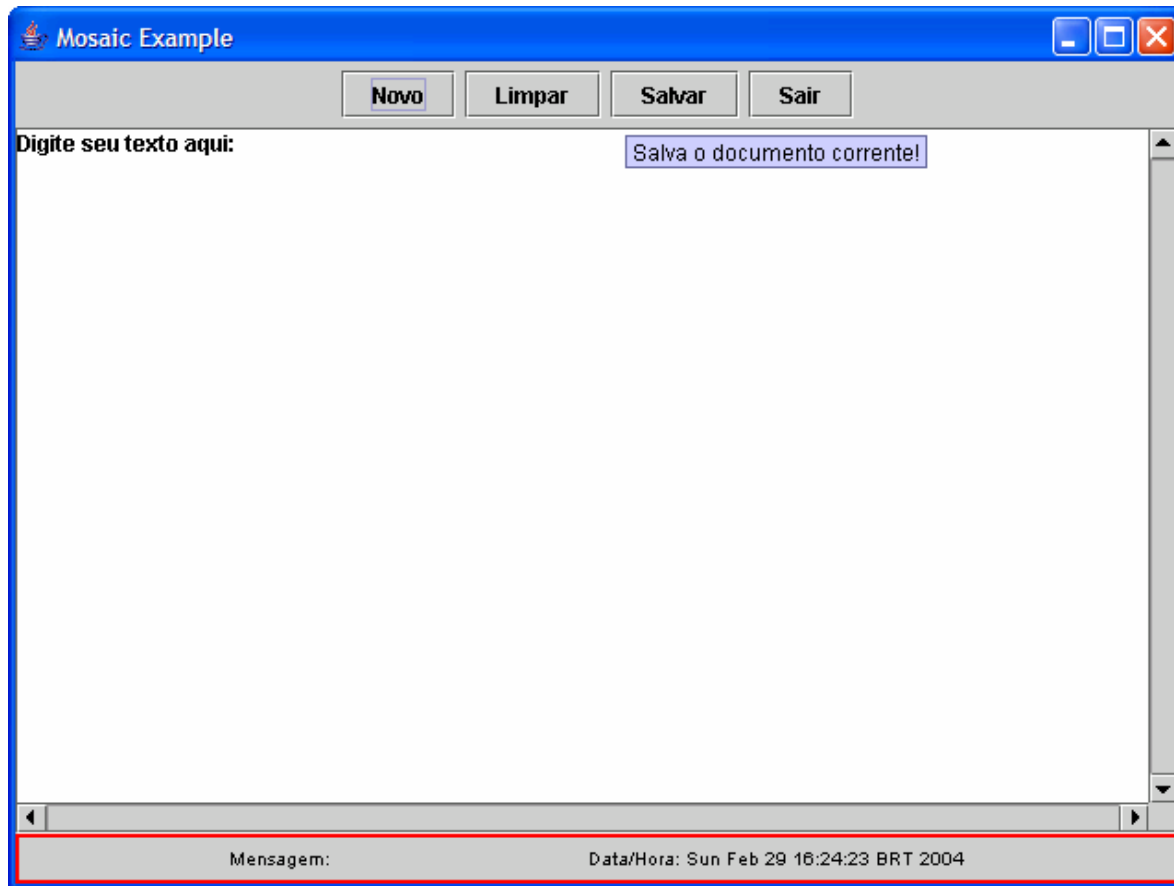 Mosaic Example
Novo Limpar Salvar Sair
Digite seu texto aqui:
Salva o documento corrente!
Mensagem: Data/Hora: Sun Feb 29 16:24:23 BRT 2004